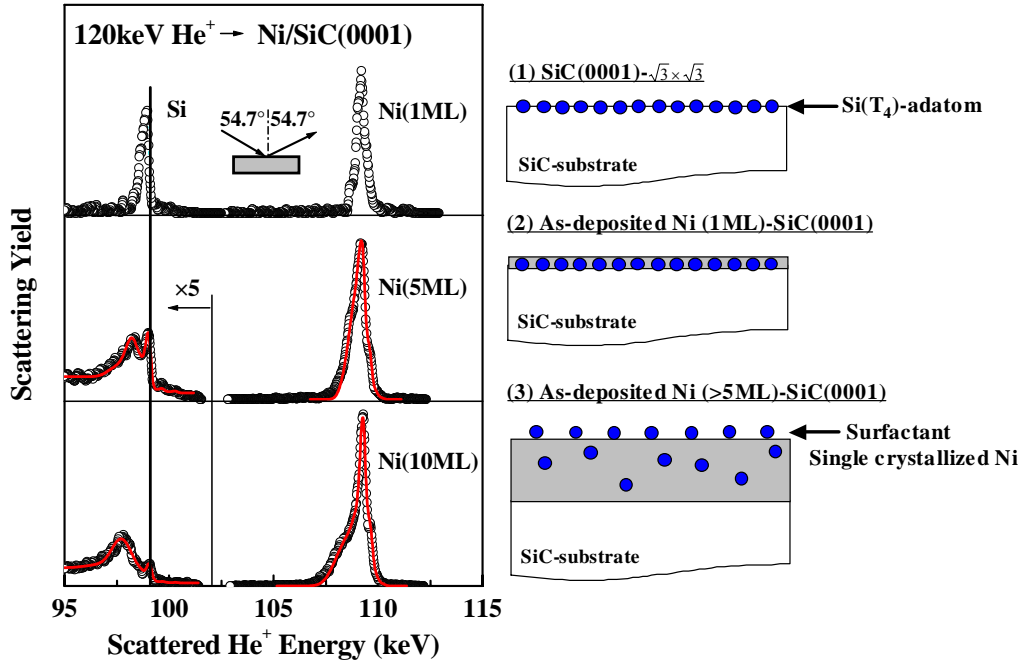 120keV He⁺ → Ni/SiC(0001)
Si
54.7° 54.7°
Ni(1ML)
×5
Ni(5ML)
Ni(10ML)
Scattering Yield
95 100 105 110 115
Scattered He⁺ Energy (keV)
(1) SiC(0001)-√3×√3
Si(T₄)-adatom
SiC-substrate
(2) As-deposited Ni (1ML)-SiC(0001)
SiC-substrate
(3) As-deposited Ni (>5ML)-SiC(0001)
Surfactant
Single crystallized Ni
SiC-substrate